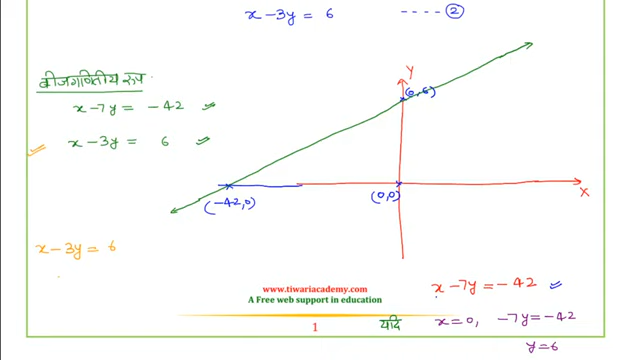 x - 3y = 6 ---- ②
बीजगणितीय रूप
x - 7y = -42 ✓
x - 3y = 6 ✓
✓
Y
(0,6)
(-42,0)
(0,0)
X
x - 3y = 6
www.tiwariacademy.com
A Free web support in education
x - 7y = -42 ✓
1
यदि x = 0, -7y = -42
y = 6